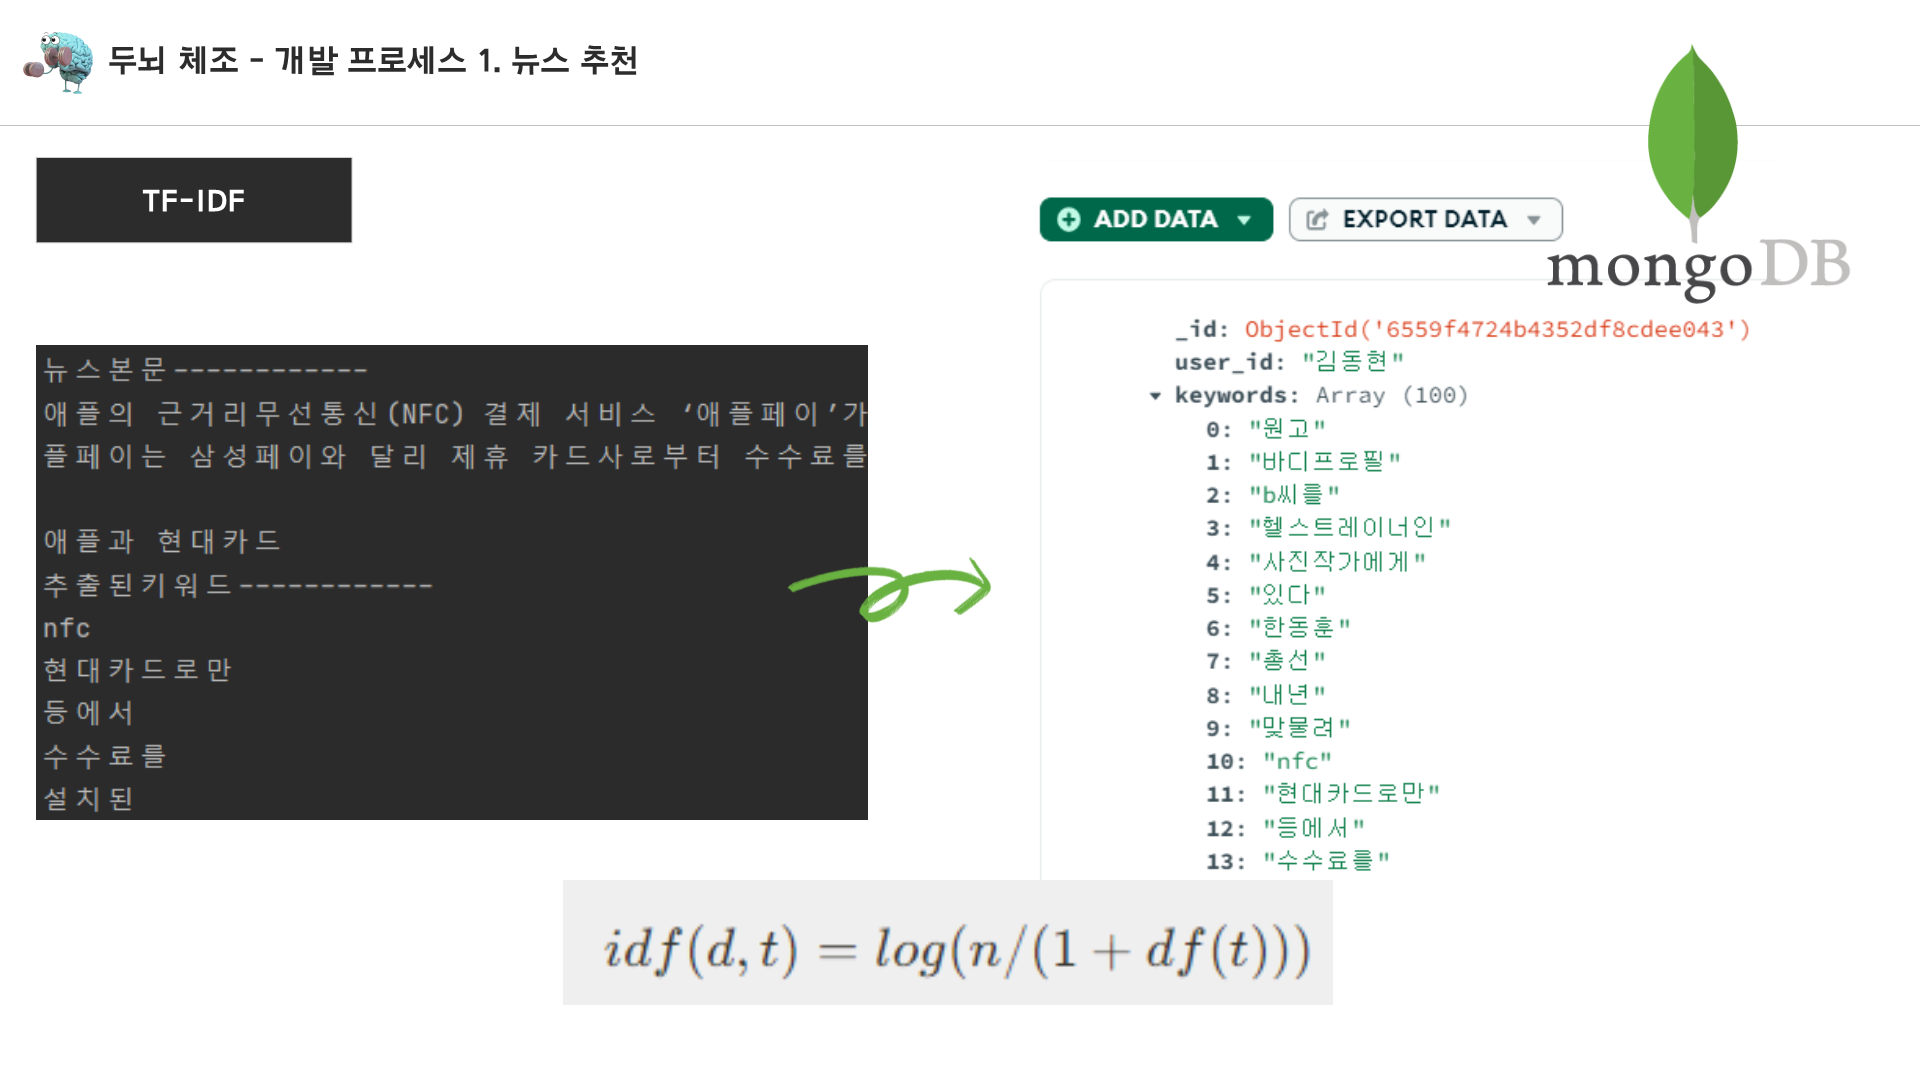 두뇌 체조 - 개발 프로세스 1. 뉴스 추천
TF-IDF
뉴스본문------------
애플의 근거리무선통신(NFC) 결제 서비스 ‘애플페이’가
플페이는 삼성페이와 달리 제휴 카드사로부터 수수료를
애플과 현대카드
추출된키워드------------
nfc
현대카드로만
등에서
수수료를
설치된
ADD DATA
EXPORT DATA
mongoDB
_id: ObjectId('6559f4724b4352df8cdee043')
user_id: "김동현"
keywords: Array (100)
0: "원고"
1: "바디프로필"
2: "b씨를"
3: "헬스트레이너인"
4: "사진작가에게"
5: "있다"
6: "한동훈"
7: "총선"
8: "내년"
9: "맞물려"
10: "nfc"
11: "현대카드로만"
12: "등에서"
13: "수수료를"
idf(d, t) = log(n/(1 + df(t)))